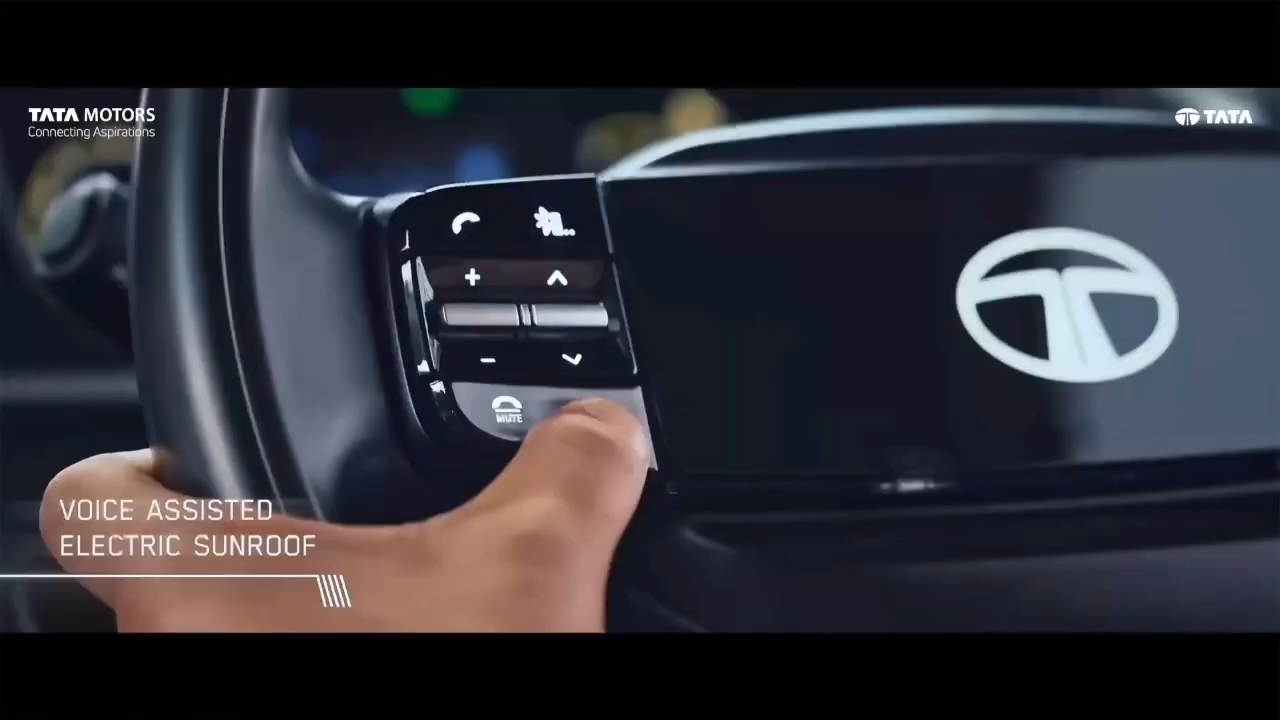 TATA MOTORS
Connecting Aspirations
TATA
+
-
MUTE
VOICE ASSISTED
ELECTRIC SUNROOF